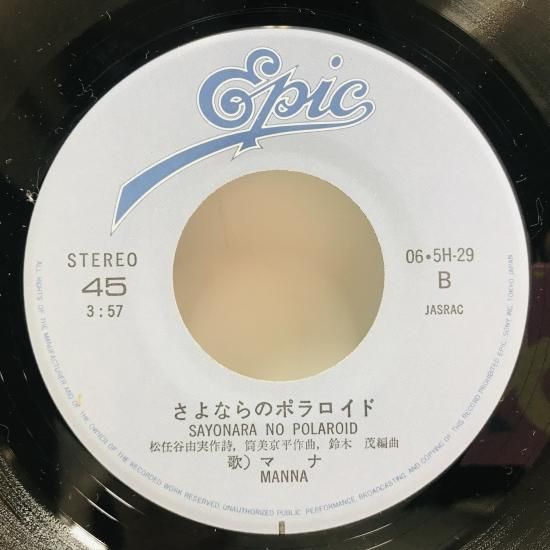 Epic
STEREO
45
3:57
06・5H-29
B
JASRAC
さよならのポラロイド
SAYONARA NO POLAROID
松任谷由実作詩, 筒美京平作曲, 鈴木 茂編曲
歌）マ ナ
MANNA
ALL RIGHTS OF THE MANUFACTURER AND OF THE OWNER OF THE RECORDED WORK RESERVED. UNAUTHORIZED PUBLIC PERFORMANCE, BROADCASTING AND COPYING OF THIS RECORD PROHIBITED EPIC/SONY INC. TOKYO JAPAN